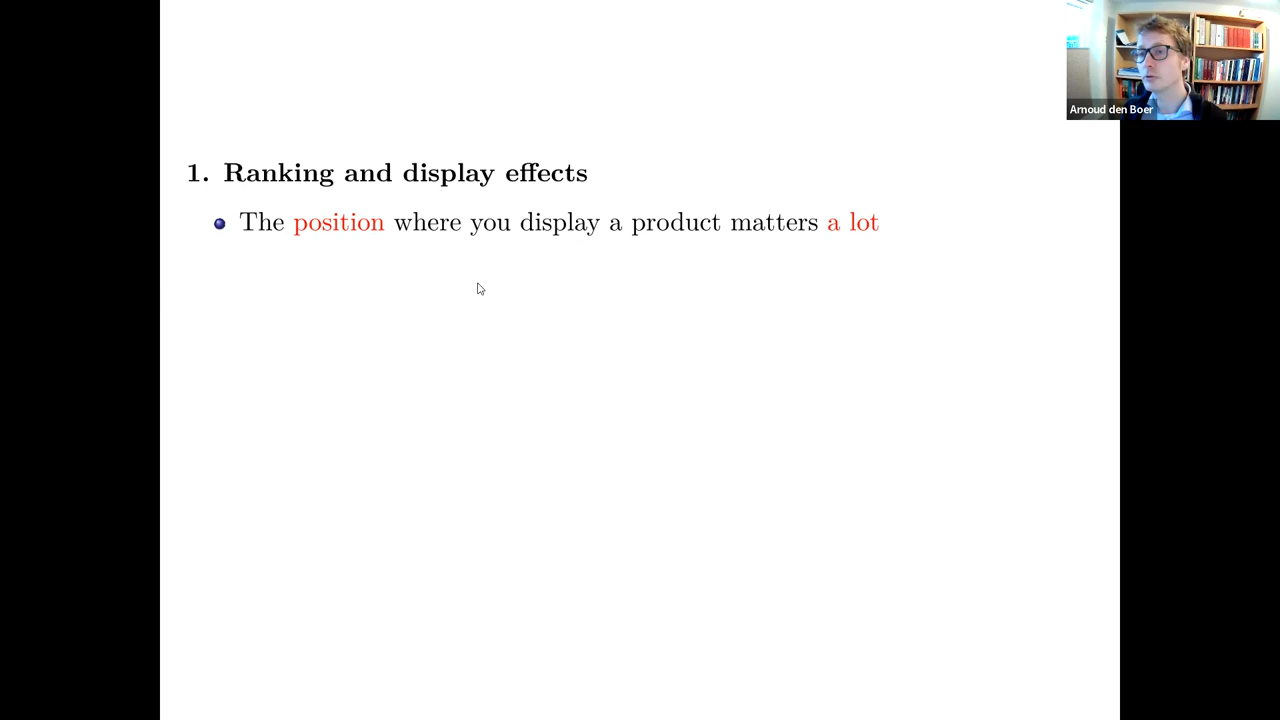 Arnoud den Boer
1. Ranking and display effects
The position where you display a product matters a lot